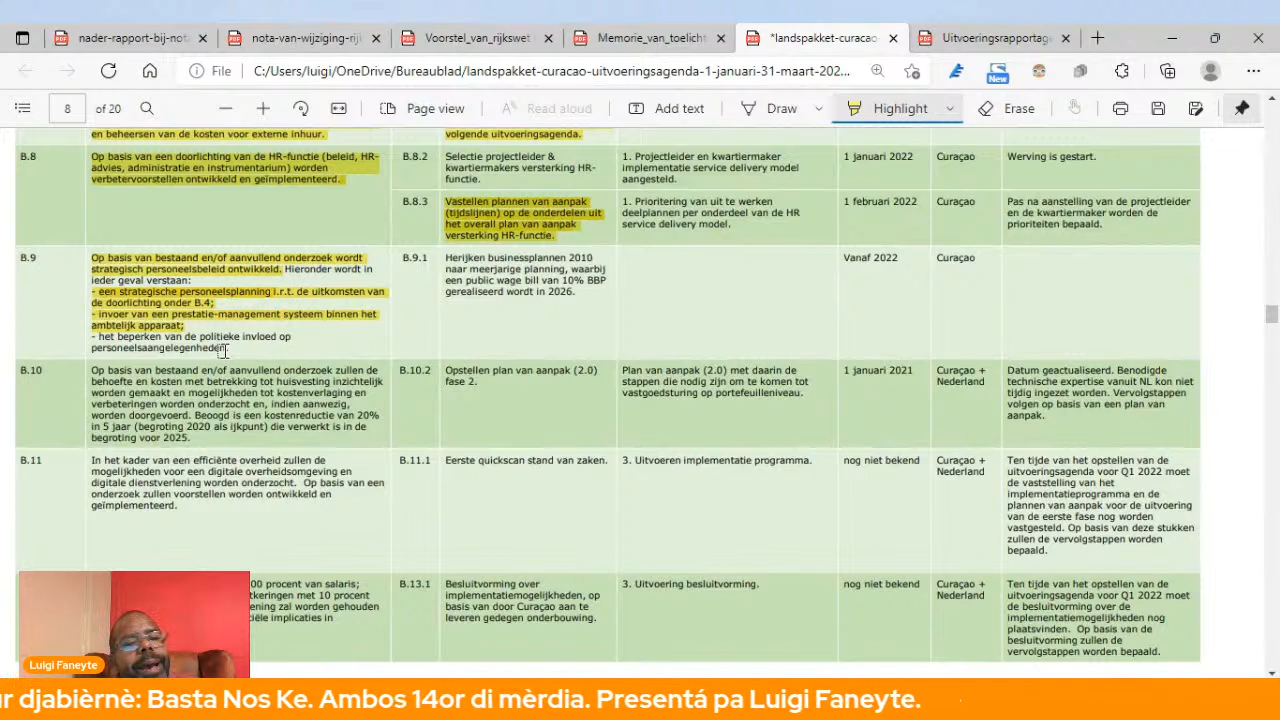 nader-rapport-bij-not
nota-van-wijziging-rij
Voorstel_van_rijkswet
Memorie_van_toelicht
*landspakket-curacao-
Uitvoeringsrapportage
File
C:/Users/luigi/OneDrive/Bureaublad/landspakket-curacao-uitvoeringsagenda-1-januari-31-maart-202...
New
8
of 20
Page view
Read aloud
Add text
Draw
Highlight
Erase
en beheersen van de kosten voor externe inhuur.
volgende uitvoeringsagenda.
B.8
Op basis van een doorlichting van de HR-functie (beleid, HR-
advies, administratie en instrumentarium) worden
verbetervoorstellen ontwikkeld en geïmplementeerd.
B.8.2
Selectie projectleider &
kwartiermakers versterking HR-
functie.
1. Projectleider en kwartiermaker
implementatie service delivery model
aangesteld.
1 januari 2022
Curaçao
Werving is gestart.
B.8.3
Vastellen plannen van aanpak
(tijdslijnen) op de onderdelen uit
het overall plan van aanpak
versterking HR-functie.
1. Prioritering van uit te werken
deelplannen per onderdeel van de HR
service delivery model.
1 februari 2022
Curaçao
Pas na aanstelling van de projectleider
en de kwartiermaker worden de
prioriteiten bepaald.
B.9
Op basis van bestaand en/of aanvullend onderzoek wordt
strategisch personeelsbeleid ontwikkeld. Hieronder wordt in
ieder geval verstaan:
- een strategische personeelsplanning i.r.t. de uitkomsten van
de doorlichting onder B.4;
- invoer van een prestatie-management systeem binnen het
ambtelijk apparaat;
- het beperken van de politieke invloed op
personeelsaangelegenheden.
B.9.1
Herijken businessplannen 2010
naar meerjarige planning, waarbij
een public wage bill van 10% BBP
gerealiseerd wordt in 2026.
Vanaf 2022
Curaçao
B.10
Op basis van bestaand en/of aanvullend onderzoek zullen de
behoefte en kosten met betrekking tot huisvesting inzichtelijk
worden gemaakt en mogelijkheden tot kostenverlaging en
verbeteringen worden onderzocht en, indien aanwezig,
worden doorgevoerd. Beoogd is een kostenreductie van 20%
in 5 jaar (begroting 2020 als ijkpunt) die verwerkt is in de
begroting voor 2025.
B.10.2
Opstellen plan van aanpak (2.0)
fase 2.
Plan van aanpak (2.0) met daarin de
stappen die nodig zijn om te komen tot
vastgoedsturing op portefeuilleniveau.
1 januari 2021
Curaçao +
Nederland
Datum geactualiseerd. Benodigde
technische expertise vanuit NL kon niet
tijdig ingezet worden. Vervolgstappen
volgen op basis van een plan van
aanpak.
B.11
In het kader van een efficiënte overheid zullen de
mogelijkheden voor een digitale overheidsomgeving en
digitale dienstverlening worden onderzocht. Op basis van een
onderzoek zullen voorstellen worden ontwikkeld en
geïmplementeerd.
B.11.1
Eerste quickscan stand van zaken.
3. Uitvoeren implementatie programma.
nog niet bekend
Curaçao +
Nederland
Ten tijde van het opstellen van de
uitvoeringsagenda voor Q1 2022 moet
de vaststelling van het
implementatieprogramma en de
plannen van aanpak voor de uitvoering
van de eerste fase nog worden
vastgesteld. Op basis van deze stukken
zullen de vervolgstappen worden
bepaald.
00 procent van salaris;
tkeringen met 10 procent
ening zal worden gehouden
ciële implicaties in
B.13.1
Besluitvorming over
implementatiemogelijkheden, op
basis van door Curaçao aan te
leveren gedegen onderbouwing.
3. Uitvoering besluitvorming.
nog niet bekend
Curaçao +
Nederland
Ten tijde van het opstellen van de
uitvoeringsagenda voor Q1 2022 moet
de besluitvorming over de
implementatiemogelijkheden nog
plaatsvinden. Op basis van de
besluitvorming zullen de
vervolgstappen worden bepaald.
Luigi Faneyte
ur djabièrnè: Basta Nos Ke. Ambos 14or di mèrdia. Presentá pa Luigi Faneyte.